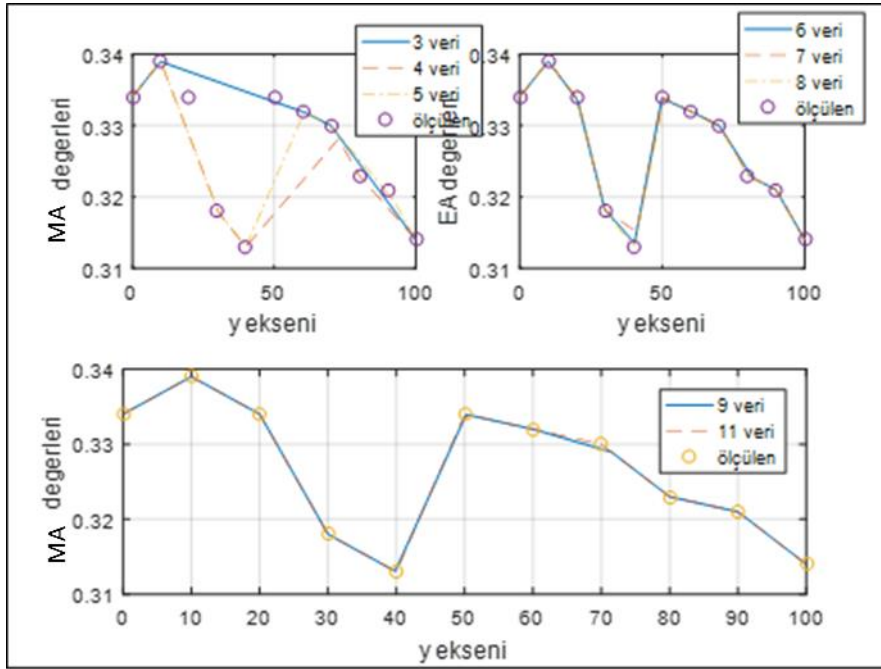 3 veri
4 veri
5 veri
ölçülen
0.34
0.33
0.32
0.31
MA degerleri
0 50 100
y ekseni
6 veri
7 veri
8 veri
ölçülen
0.34
0.33
0.32
0.31
EA degerleri
0 50 100
y ekseni
9 veri
11 veri
ölçülen
0.34
0.33
0.32
0.31
MA degerleri
0 10 20 30 40 50 60 70 80 90 100
y ekseni